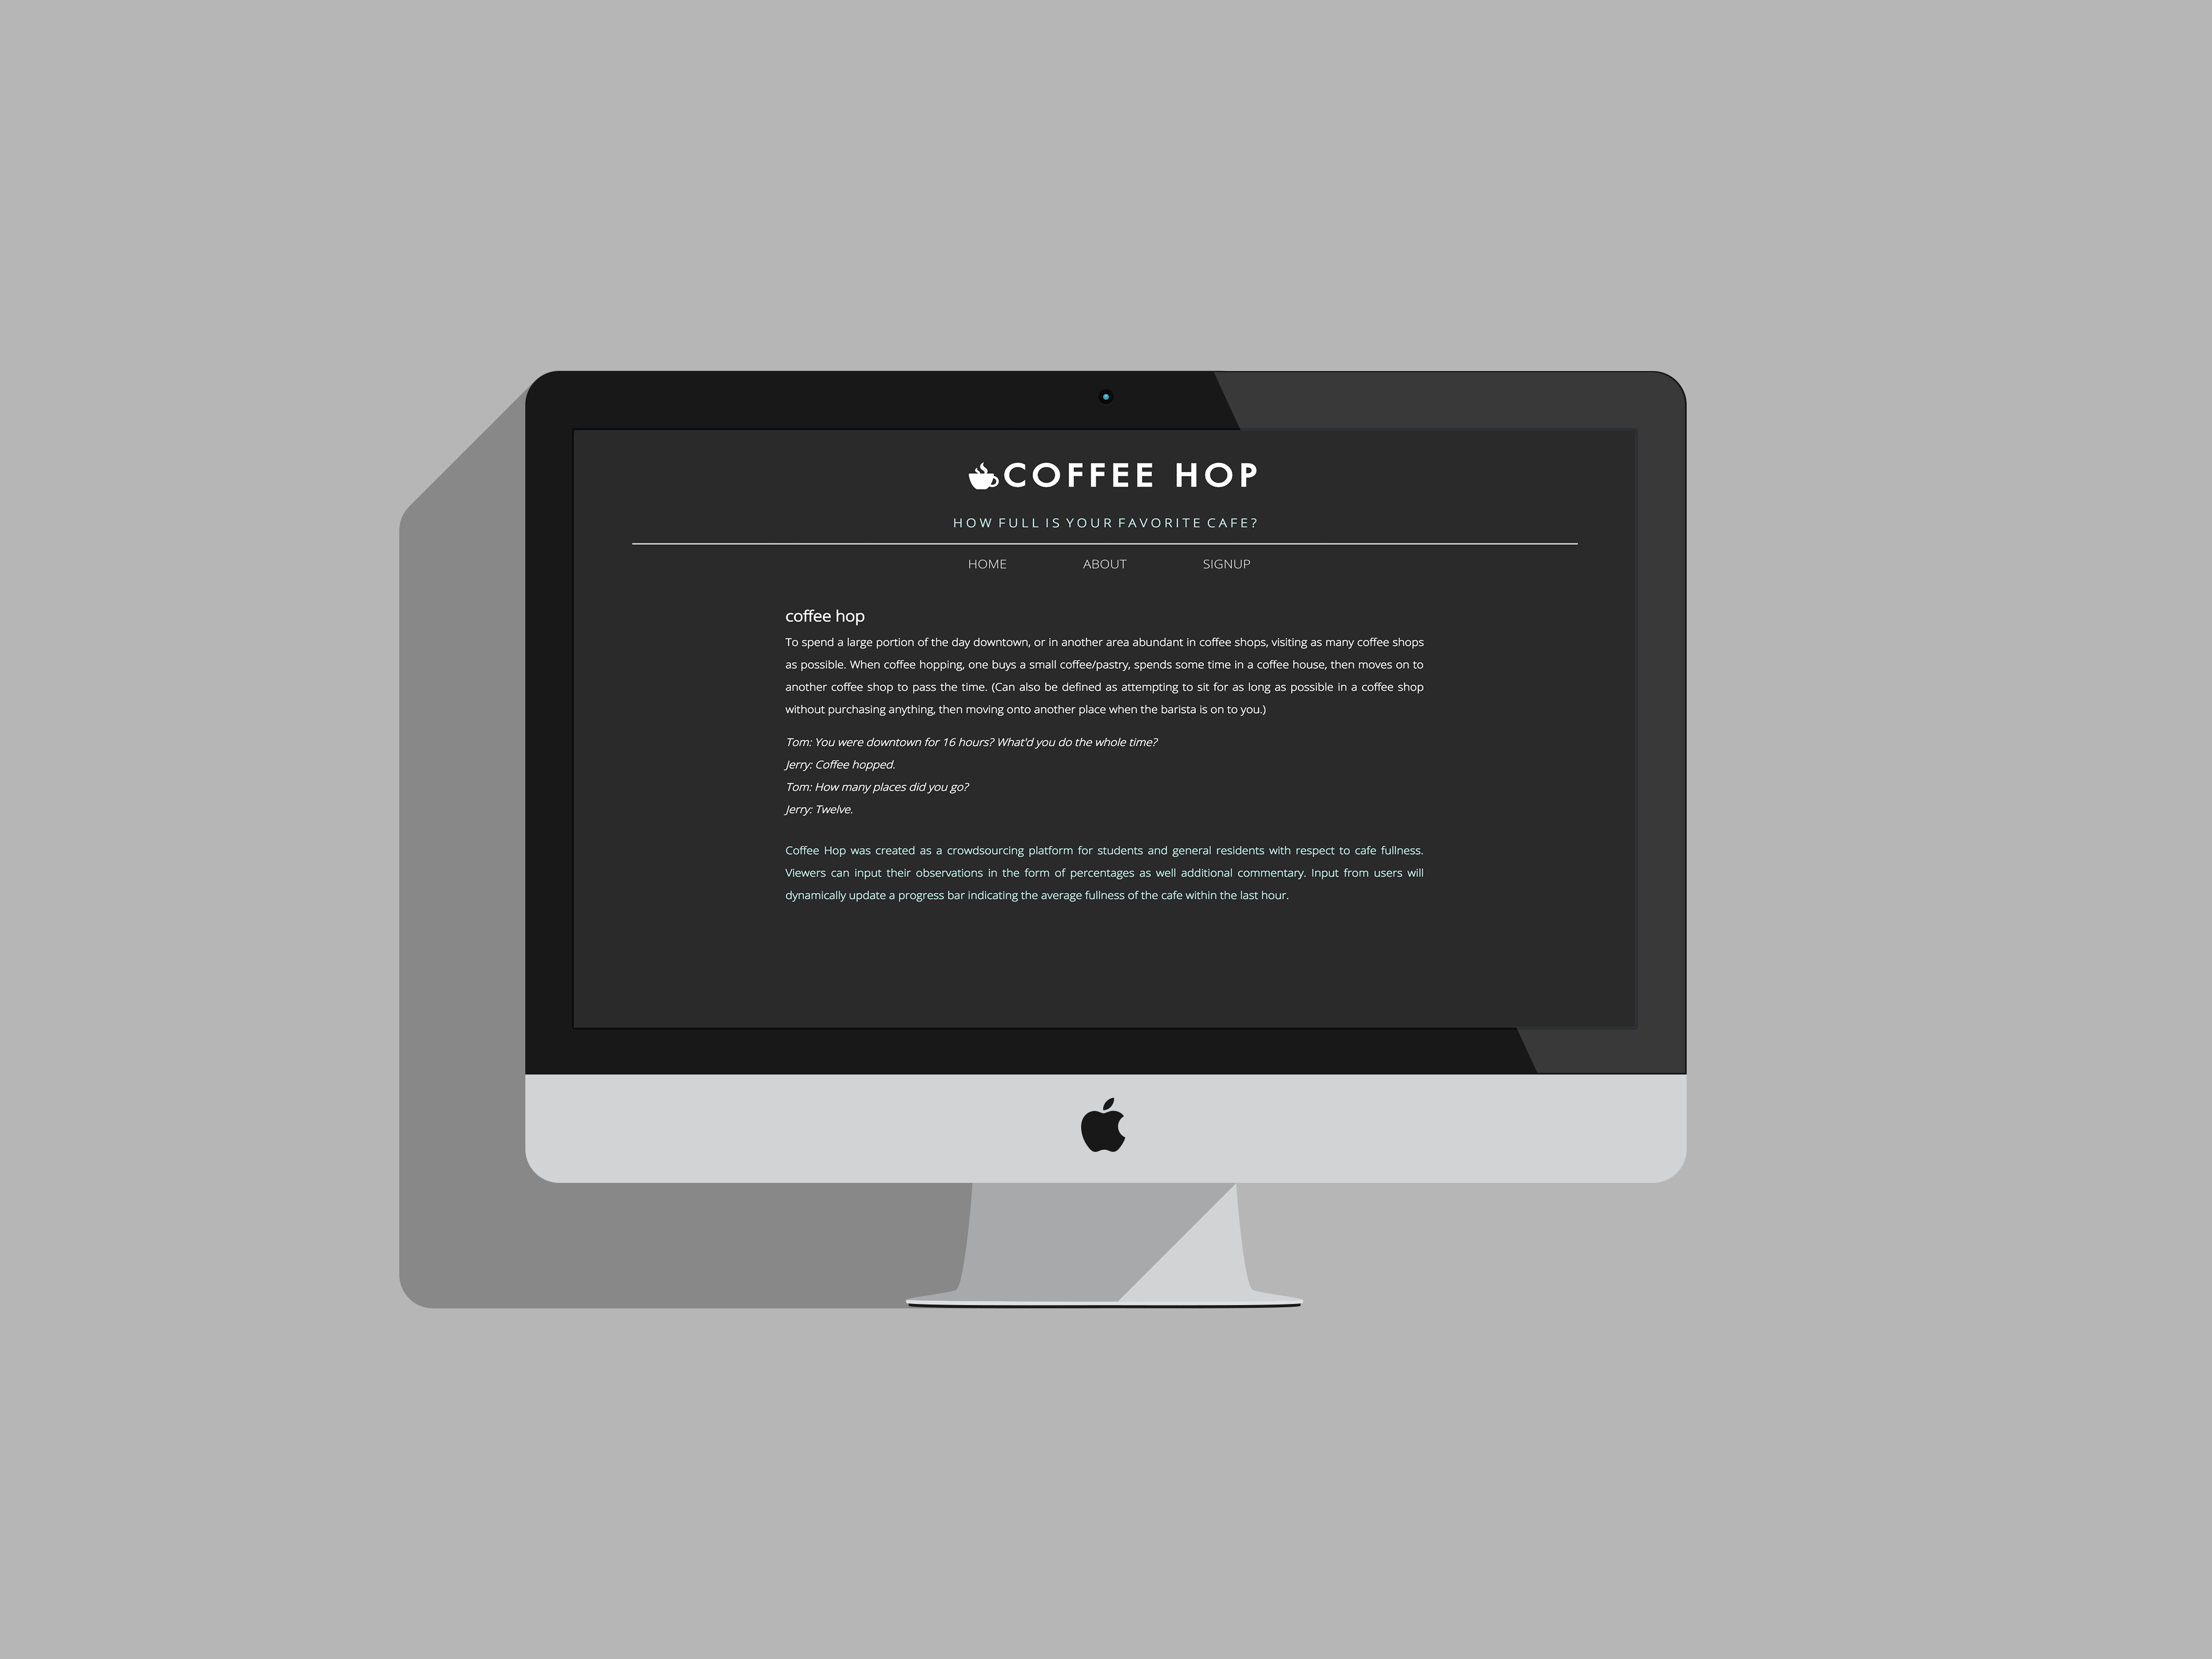 COFFEE HOP
HOW FULL IS YOUR FAVORITE CAFE?
HOME ABOUT SIGNUP
coffee hop
To spend a large portion of the day downtown, or in another area abundant in coffee shops, visiting as many coffee shops
as possible. When coffee hopping, one buys a small coffee/pastry, spends some time in a coffee house, then moves on to
another coffee shop to pass the time. (Can also be defined as attempting to sit for as long as possible in a coffee shop
without purchasing anything, then moving onto another place when the barista is on to you.)
Tom: You were downtown for 16 hours? What'd you do the whole time?
Jerry: Coffee hopped.
Tom: How many places did you go?
Jerry: Twelve.
Coffee Hop was created as a crowdsourcing platform for students and general residents with respect to cafe fullness.
Viewers can input their observations in the form of percentages as well additional commentary. Input from users will
dynamically update a progress bar indicating the average fullness of the cafe within the last hour.